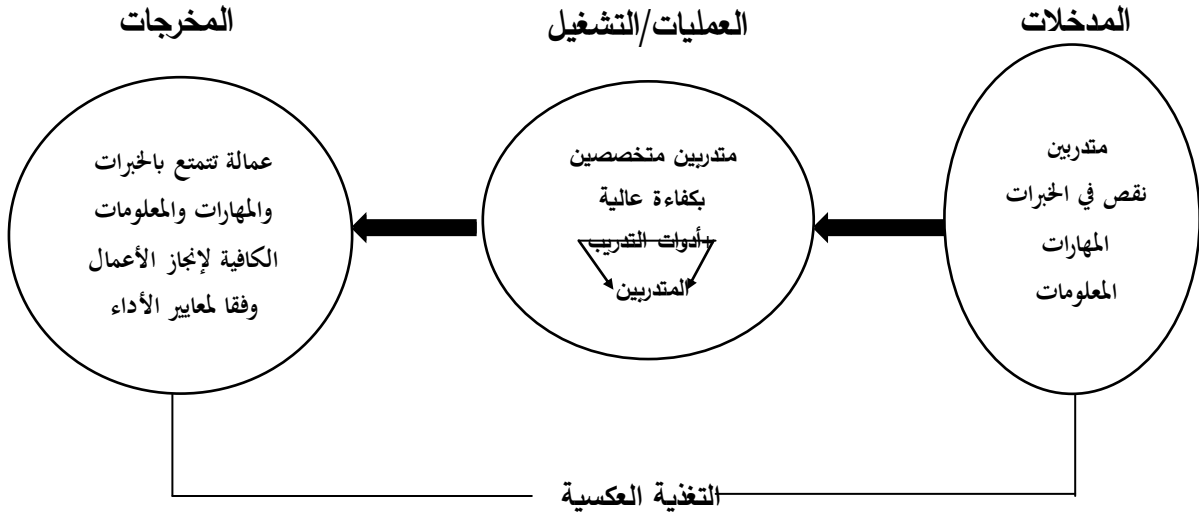 المدخلات
العمليات/التشغيل
المخرجات
متدربين
نقص في الخبرات
المهارات
المعلومات
متدربين متخصصين
بكفاءة عالية
+أدوات التدريب
المتدربين
عمالة تتمتع بالخبرات
والمهارات والمعلومات
الكافية لإنجاز الأعمال
وفقا لمعايير الأداء
التغذية العكسية